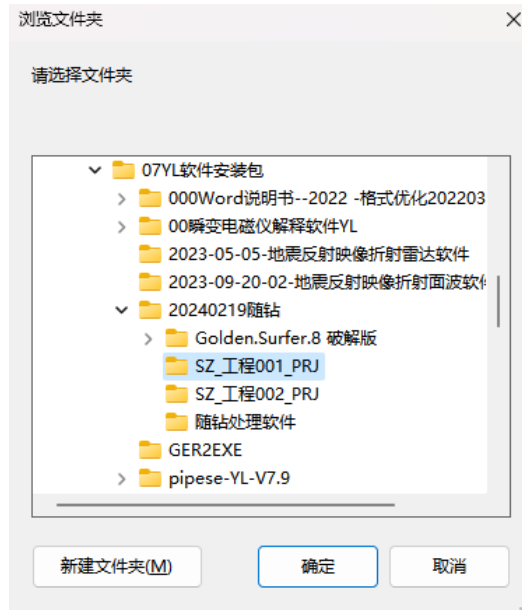 浏览文件夹
请选择文件夹
07YL软件安装包
000Word说明书--2022 -格式优化202203
00瞬变电磁仪解释软件YL
2023-05-05-地震反射映像折射雷达软件
2023-09-20-02-地震反射映像折射面波软件
20240219随钻
Golden.Surfer.8 破解版
SZ_工程001_PRJ
SZ_工程002_PRJ
随钻处理软件
GER2EXE
pipese-YL-V7.9
新建文件夹(M)
确定
取消